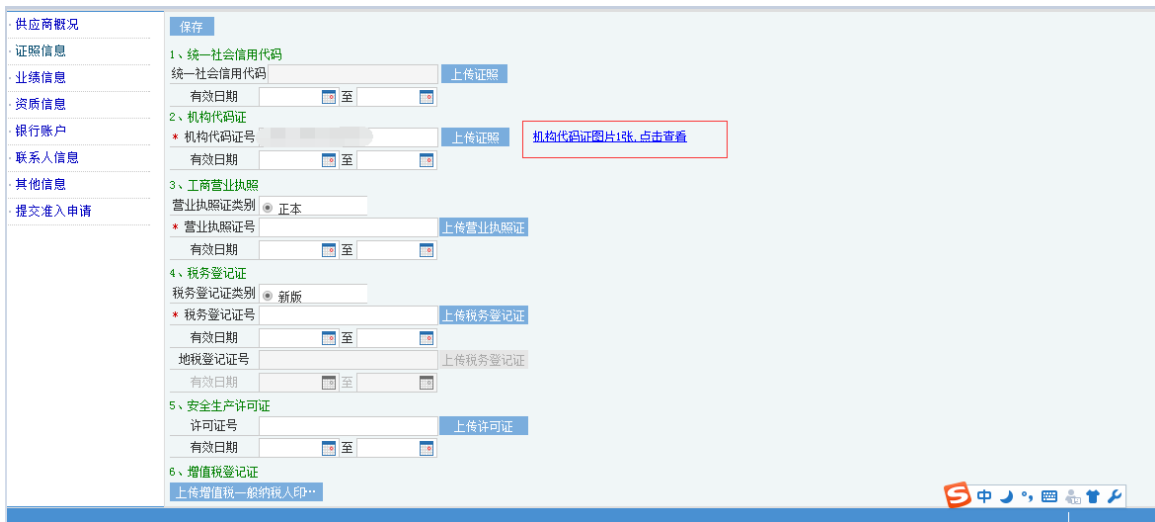 ·供应商概况
·证照信息
·业绩信息
·资质信息
·银行账户
·联系人信息
·其他信息
·提交准入申请
保存
1、统一社会信用代码
统一社会信用代码 上传证照
有效日期 至
2、机构代码证
* 机构代码证号 上传证照 机构代码证图片1张,点击查看
有效日期 至
3、工商营业执照
营业执照证类别 正本
* 营业执照证号 上传营业执照证
有效日期 至
4、税务登记证
税务登记证类别 新版
* 税务登记证号 上传税务登记证
有效日期 至
地税登记证号 上传税务登记证
有效日期 至
5、安全生产许可证
许可证号 上传许可证
有效日期 至
6、增值税登记证
上传增值税一般纳税人印…
S 中